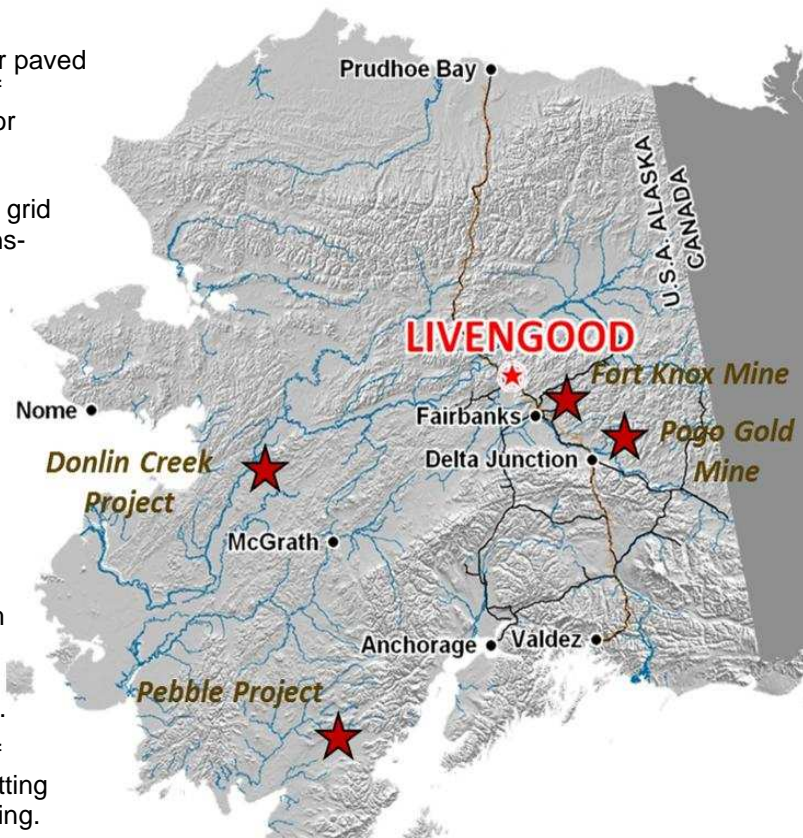 r paved
or
grid
ns-
n
.
tting
ing.
Prudhoe Bay
U.S.A. ALASKA
CANADA
LIVENGOOD
Fort Knox Mine
Nome
Fairbanks
Pogo Gold
Mine
Donlin Creek
Project
Delta Junction
McGrath
Anchorage
Valdez
Pebble Project